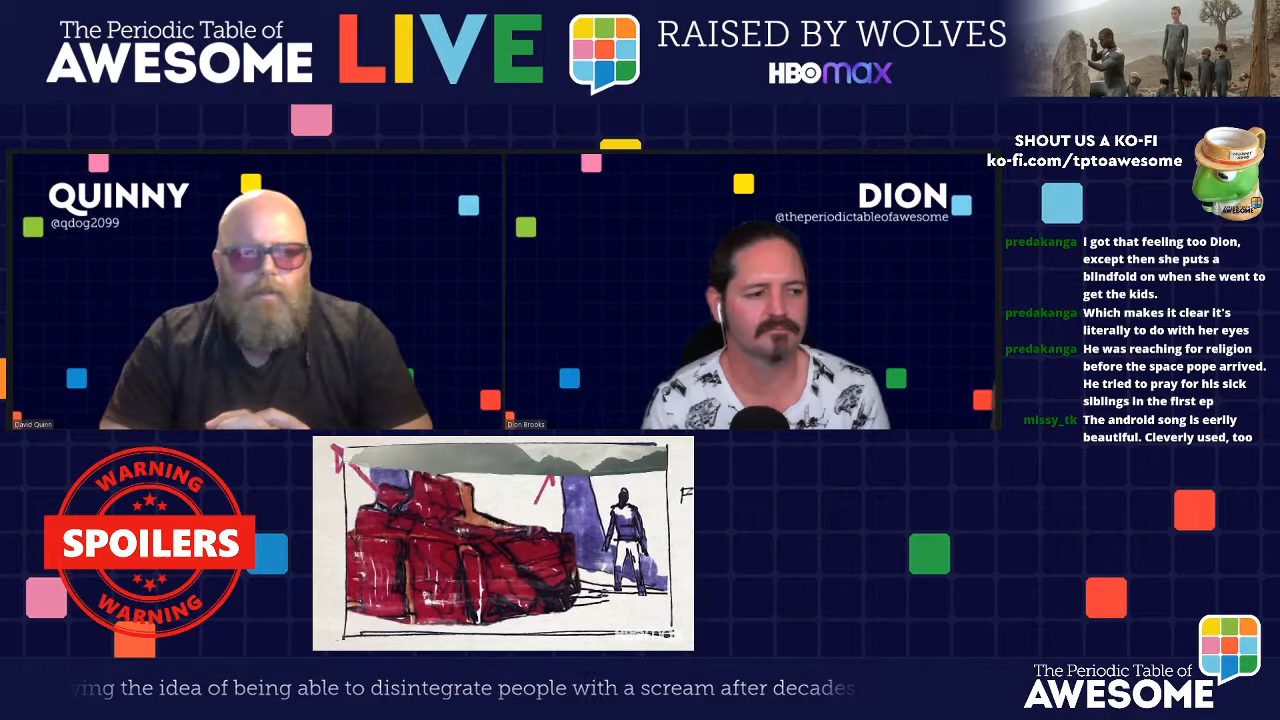 The Periodic Table of
AWESOME
LIVE
RAISED BY WOLVES
HBOmax
SHOUT US A KO-FI
ko-fi.com/tptoawesome
QUINNY
@qdog2099
DION
@theperiodictableofawesome
David Quinn
Dion Brooks
predakanga I got that feeling too Dion,
except then she puts a
blindfold on when she went to
get the kids.
predakanga Which makes it clear it's
literally to do with her eyes
predakanga He was reaching for religion
before the space pope arrived.
He tried to pray for his sick
siblings in the first ep
missy_tk The android song is eerily
beautiful. Cleverly used, too
WARNING
SPOILERS
WARNING
F
ying the idea of being able to disintegrate people with a scream after decades
The Periodic Table of
AWESOME